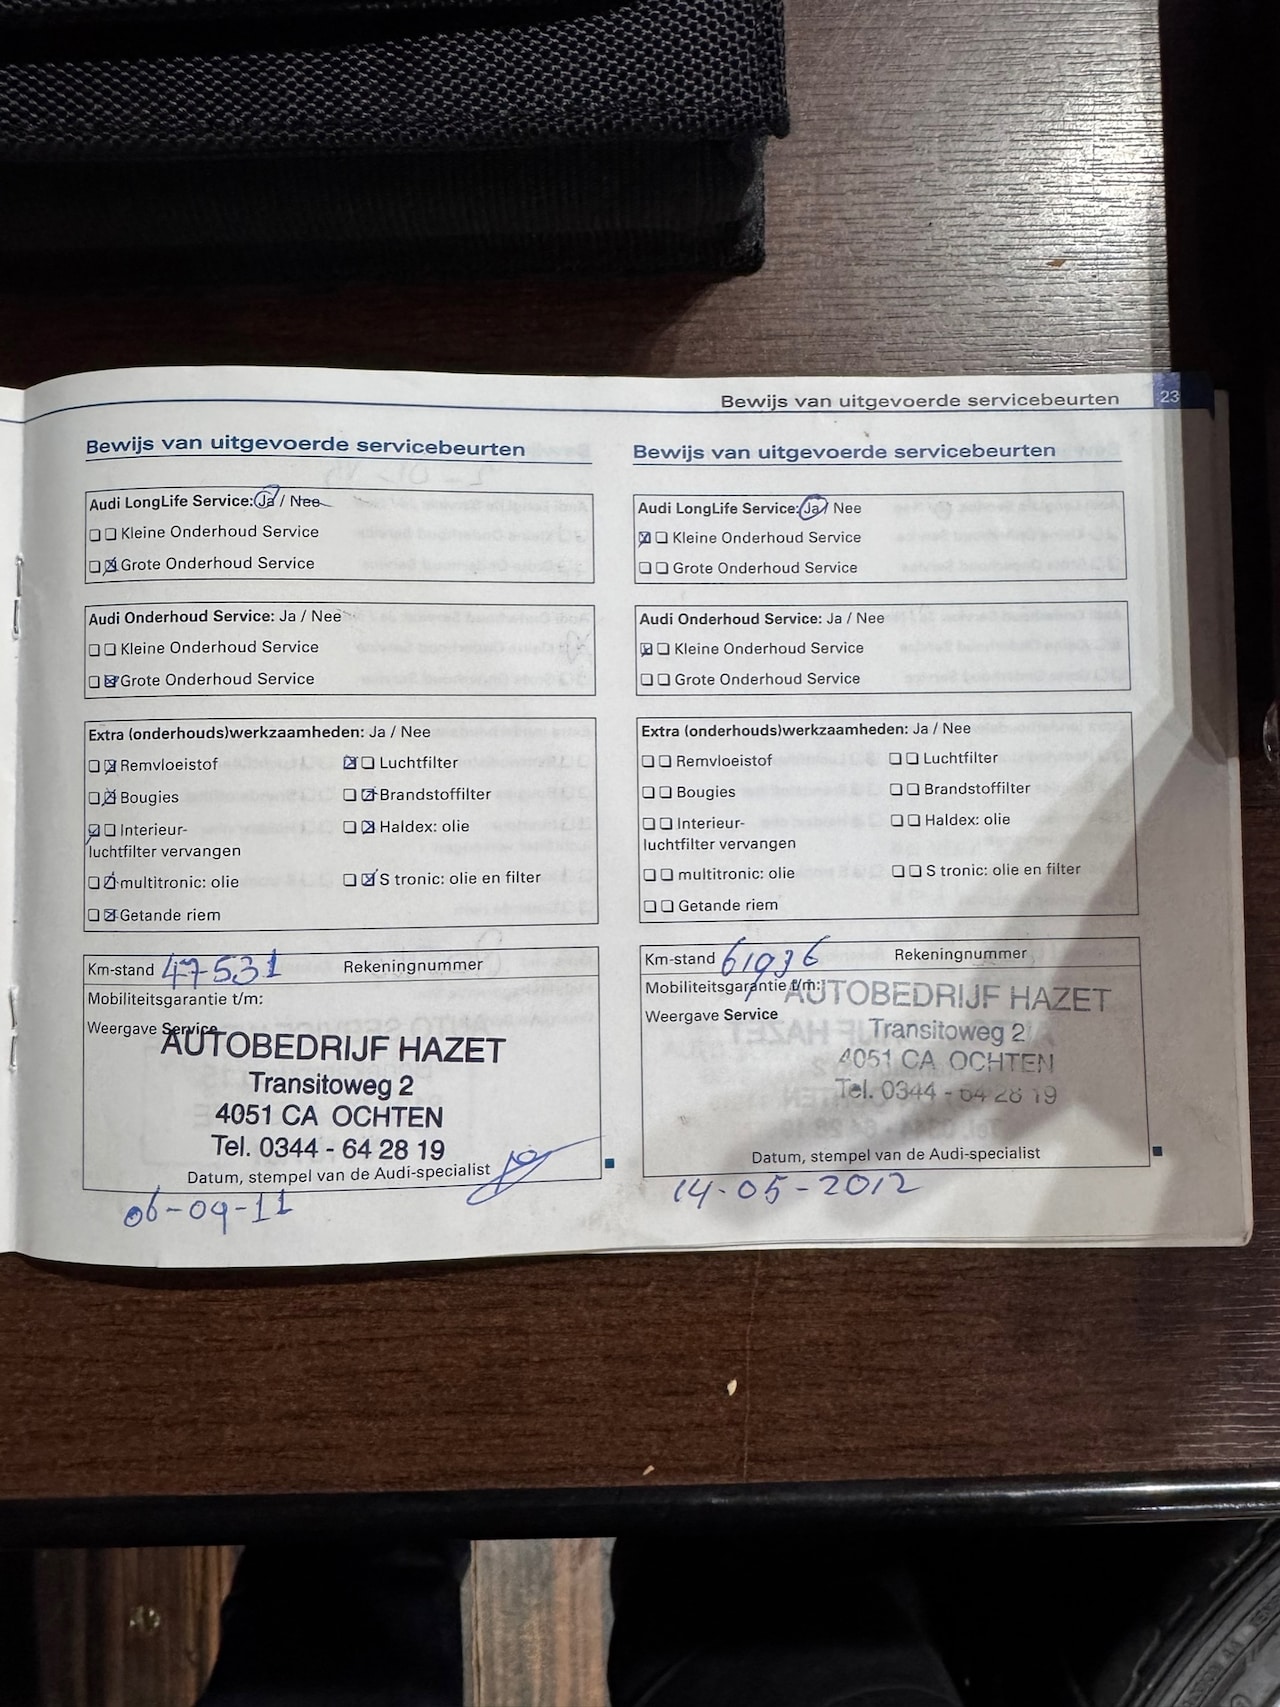 Bewijs van uitgevoerde servicebeurten 23
Bewijs van uitgevoerde servicebeurten
Audi LongLife Service: Ja / Nee
Kleine Onderhoud Service
Grote Onderhoud Service
Audi Onderhoud Service: Ja / Nee
Kleine Onderhoud Service
Grote Onderhoud Service
Extra (onderhouds)werkzaamheden: Ja / Nee
Remvloeistof Luchtfilter
Bougies Brandstoffilter
Interieur- Haldex: olie
luchtfilter vervangen
multitronic: olie S tronic: olie en filter
Getande riem
Km-stand 47531 Rekeningnummer
Mobiliteitsgarantie t/m:
Weergave Service
AUTOBEDRIJF HAZET
Transitoweg 2
4051 CA OCHTEN
Tel. 0344 - 64 28 19
Datum, stempel van de Audi-specialist
06-09-11
Bewijs van uitgevoerde servicebeurten
Audi LongLife Service: Ja / Nee
Kleine Onderhoud Service
Grote Onderhoud Service
Audi Onderhoud Service: Ja / Nee
Kleine Onderhoud Service
Grote Onderhoud Service
Extra (onderhouds)werkzaamheden: Ja / Nee
Remvloeistof Luchtfilter
Bougies Brandstoffilter
Interieur- Haldex: olie
luchtfilter vervangen
multitronic: olie S tronic: olie en filter
Getande riem
Km-stand 61936 Rekeningnummer
Mobiliteitsgarantie t/m:
Weergave Service
AUTOBEDRIJF HAZET
Transitoweg 2
4051 CA OCHTEN
Tel. 0344 - 64 28 19
Datum, stempel van de Audi-specialist
14-05-2012